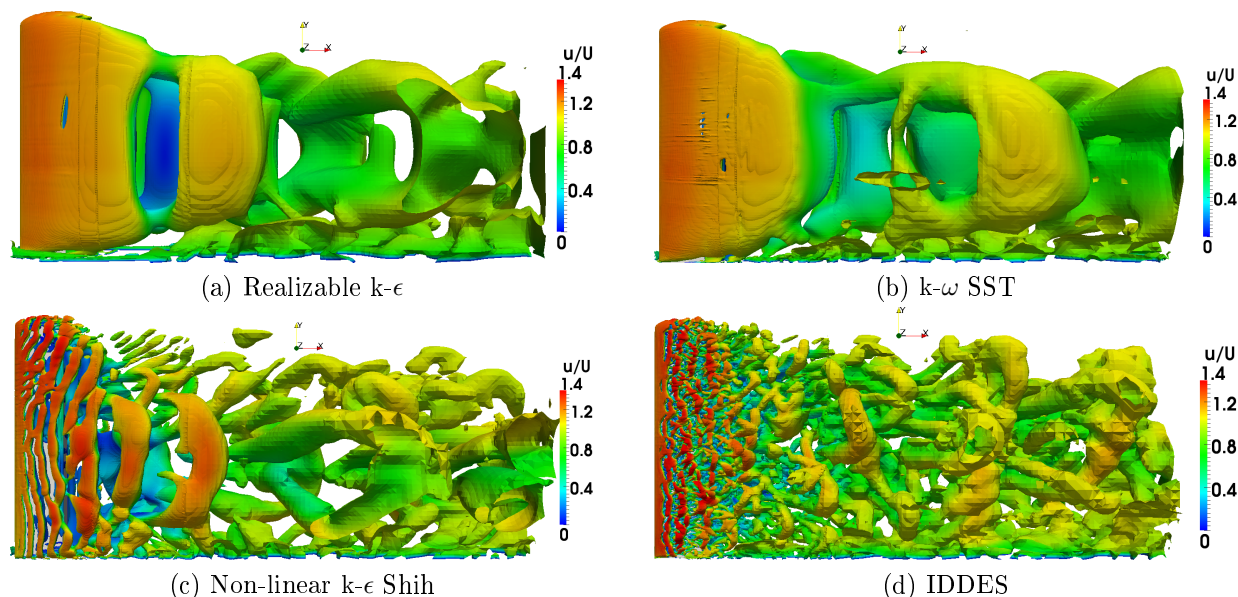 Y
Z X
u/U
1.4
1.2
0.8
0.4
0
(a) Realizable k-ϵ
Y
Z X
u/U
1.4
1.2
0.8
0.4
0
(b) k-ω SST
Y
Z X
u/U
1.4
1.2
0.8
0.4
0
(c) Non-linear k-ϵ Shih
Y
Z X
u/U
1.4
1.2
0.8
0.4
0
(d) IDDES